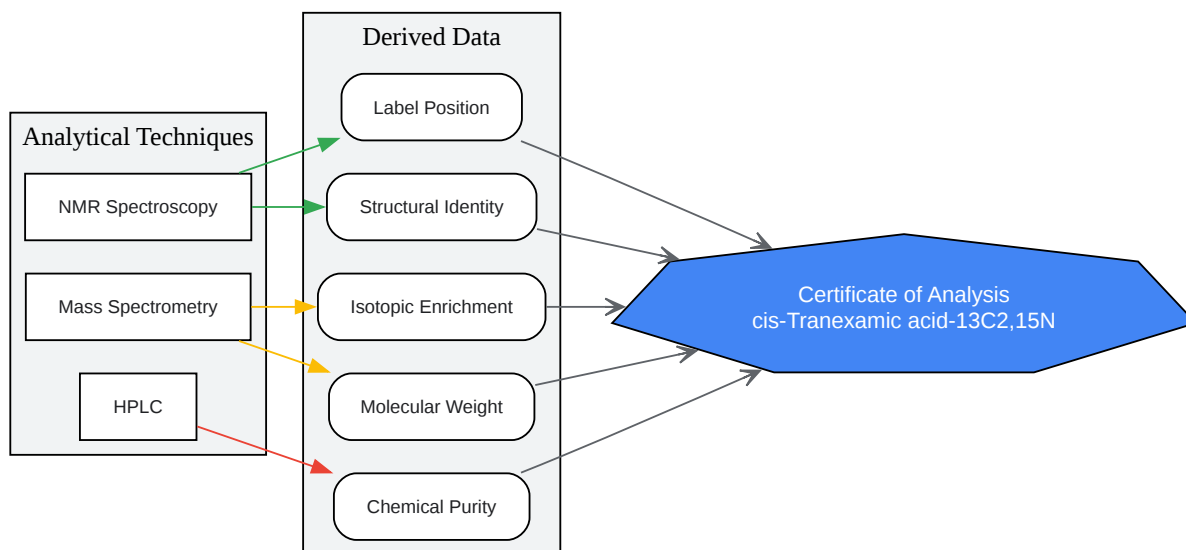 Analytical Techniques
NMR Spectroscopy
Mass Spectrometry
HPLC
Derived Data
Label Position
Structural Identity
Isotopic Enrichment
Molecular Weight
Chemical Purity
Certificate of Analysis
cis-Tranexamic acid-13C2,15N